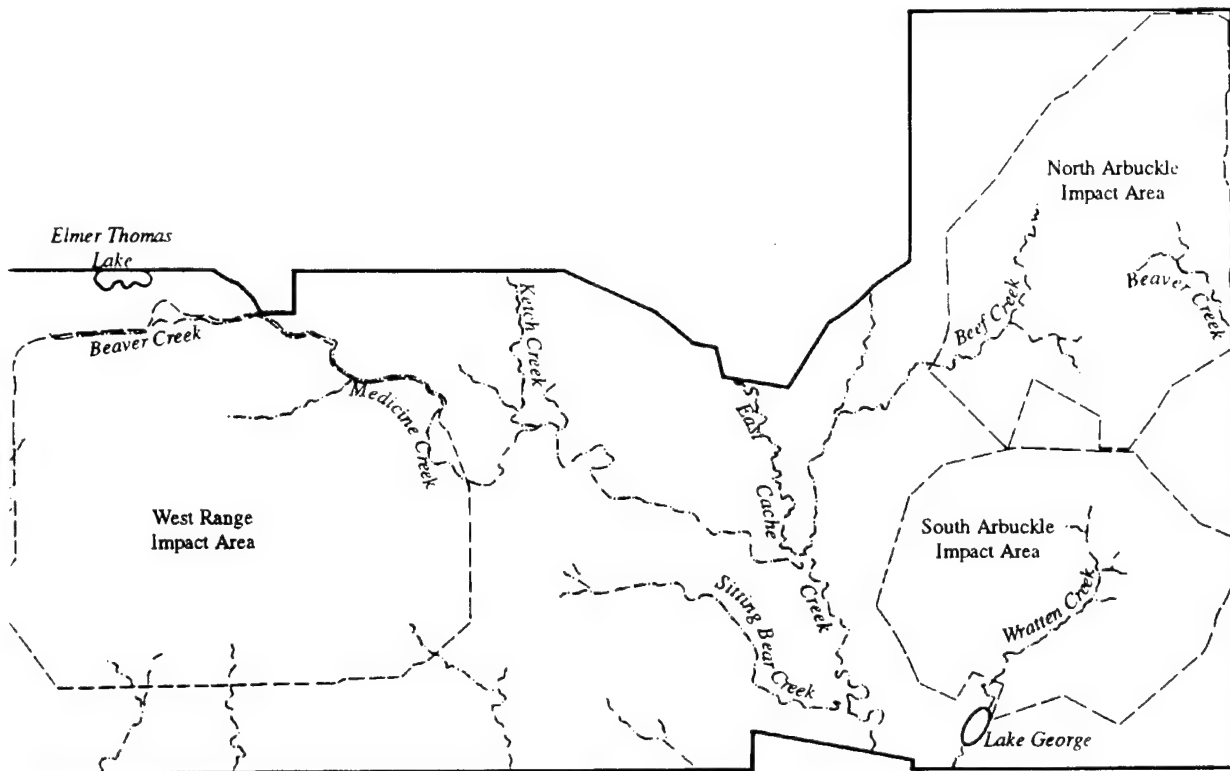 North Arbuckle
Impact Area
Elmer Thomas
Lake
Beaver Creek
Beaver Creek
Ketch Creek
Beef Creek
Medicine Creek
East
Cache
Creek
West Range
Impact Area
South Arbuckle
Impact Area
Sitting Bear Creek
Wratten Creek
Lake George